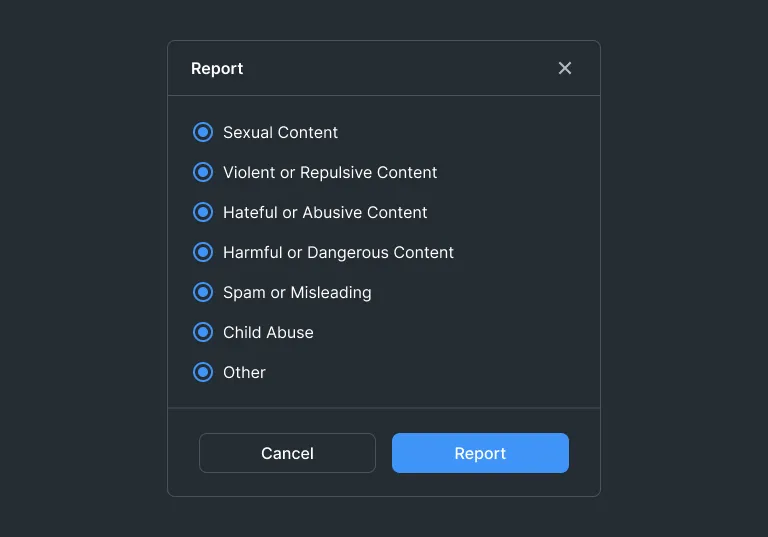 Report
Sexual Content
Violent or Repulsive Content
Hateful or Abusive Content
Harmful or Dangerous Content
Spam or Misleading
Child Abuse
Other
Cancel
Report